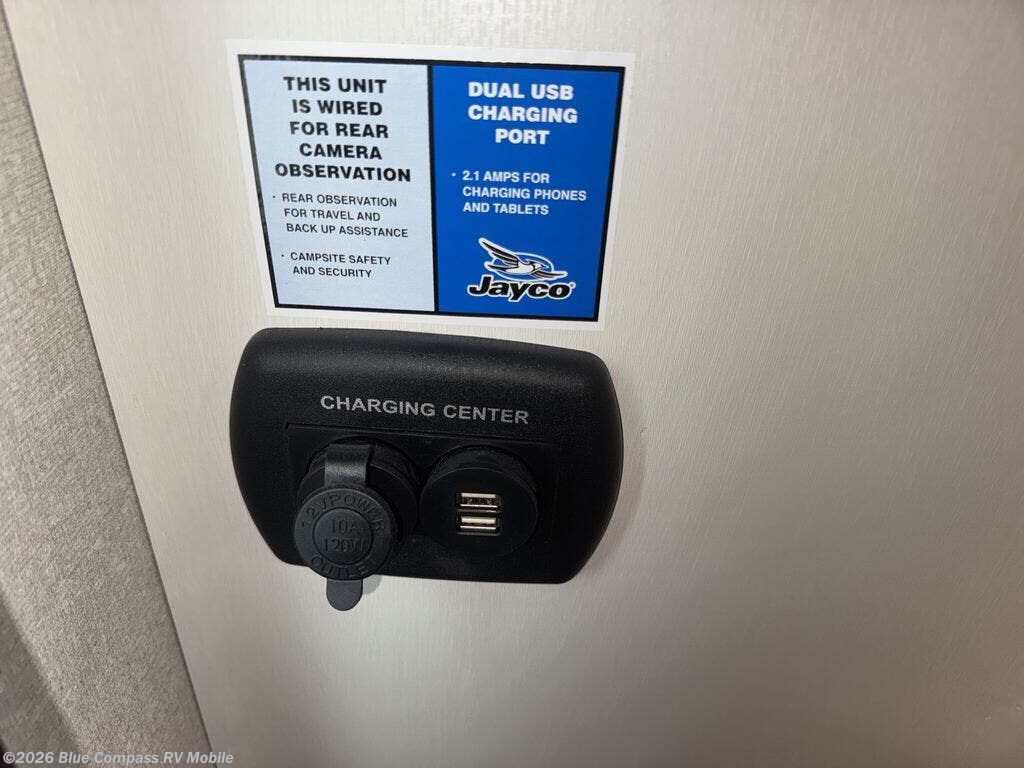 THIS UNIT
IS WIRED
FOR REAR
CAMERA
OBSERVATION
· REAR OBSERVATION
FOR TRAVEL AND
BACK UP ASSISTANCE
· CAMPSITE SAFETY
AND SECURITY
DUAL USB
CHARGING
PORT
· 2.1 AMPS FOR
CHARGING PHONES
AND TABLETS
Jayco
CHARGING CENTER
12V POWER
10A
120W
OUTLET
©2026 Blue Compass RV Mobile